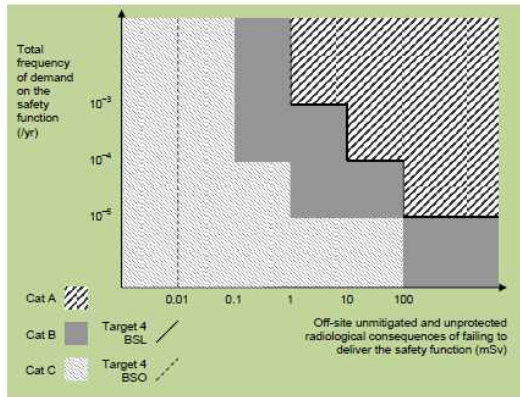 Total
frequency
of demand
on the
safety
function
(/yr)
10⁻³
10⁻⁴
10⁻⁵
0.01 0.1 1 10 100
Cat A
Cat B
Target 4
BSL
Cat C
Target 4
BSO
Off-site unmitigated and unprotected
radiological consequences of failing to
deliver the safety function (mSv)